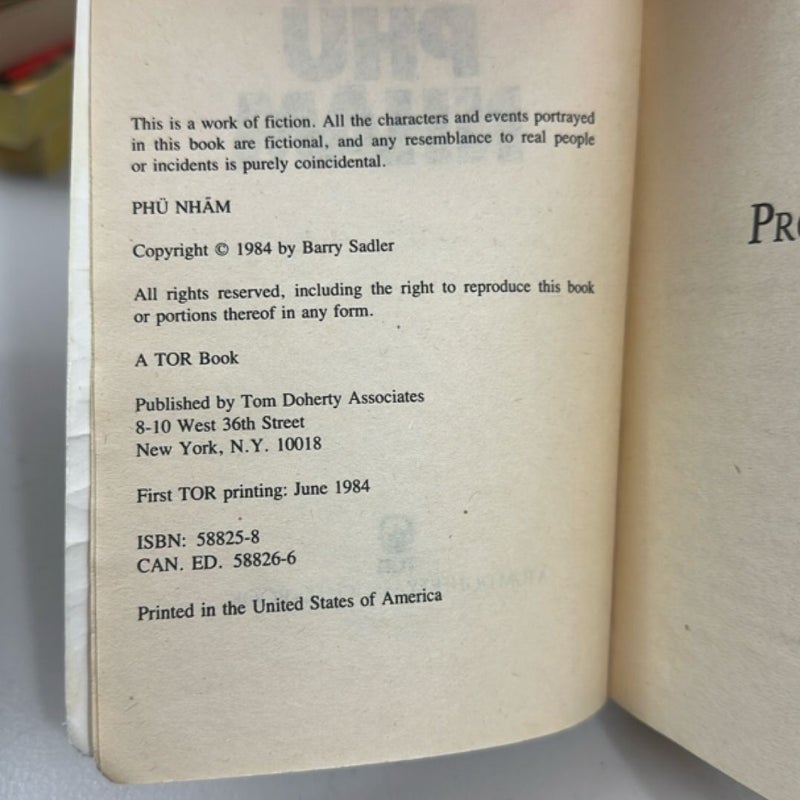 This is a work of fiction. All the characters and events portrayed
in this book are fictional, and any resemblance to real people
or incidents is purely coincidental.
PHÜ NHĀM
Copyright © 1984 by Barry Sadler
All rights reserved, including the right to reproduce this book
or portions thereof in any form.
A TOR Book
Published by Tom Doherty Associates
8-10 West 36th Street
New York, N.Y. 10018
First TOR printing: June 1984
ISBN: 58825-8
CAN. ED. 58826-6
Printed in the United States of America